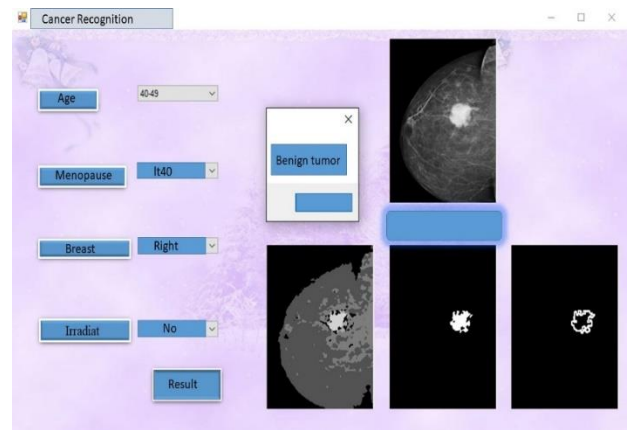 Cancer Recognition
Age
40-49
Menopause
lt40
Benign tumor
Breast
Right
Irradiat
No
Result